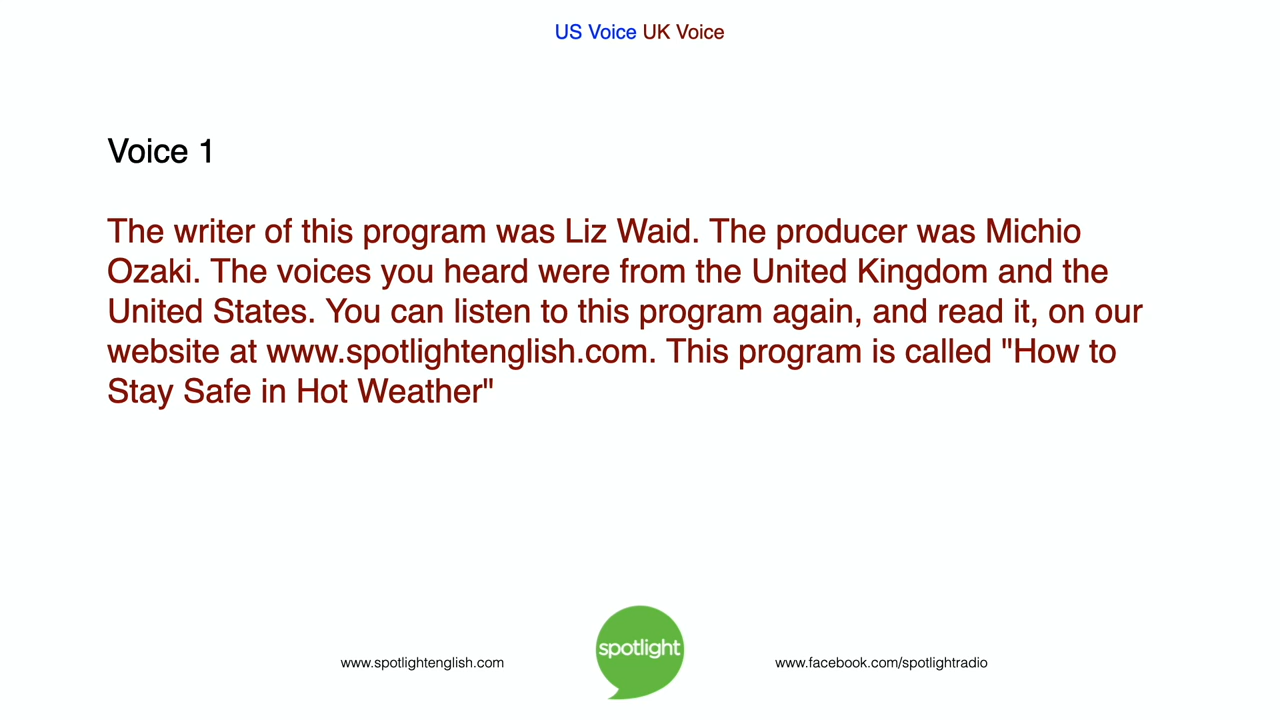 US Voice UK Voice
Voice 1
The writer of this program was Liz Waid. The producer was Michio
Ozaki. The voices you heard were from the United Kingdom and the
United States. You can listen to this program again, and read it, on our
website at www.spotlightenglish.com. This program is called "How to
Stay Safe in Hot Weather"
www.spotlightenglish.com
spotlight
www.facebook.com/spotlightradio